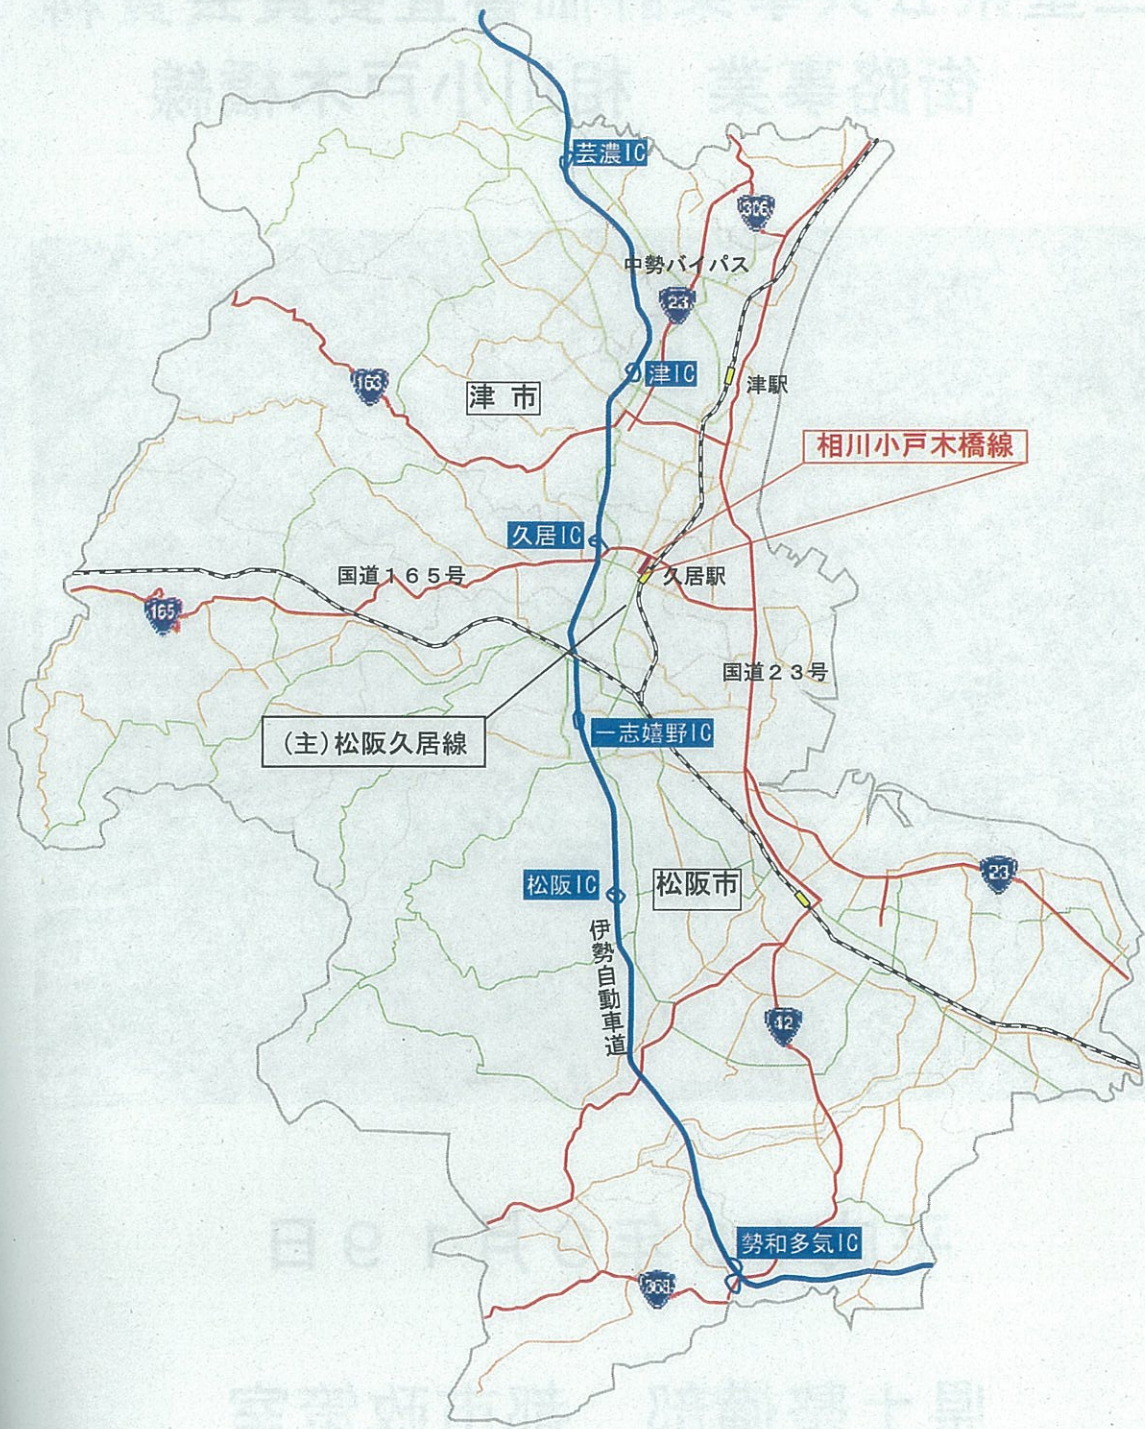 芸濃IC
306
中勢バイパス
23
津IC
津駅
163
津市
相川小戸木橋線
久居IC
国道165号
久居駅
165
国道23号
(主)松阪久居線
一志嬉野IC
松阪IC
松阪市
23
伊勢自動車道
42
勢和多気IC
368